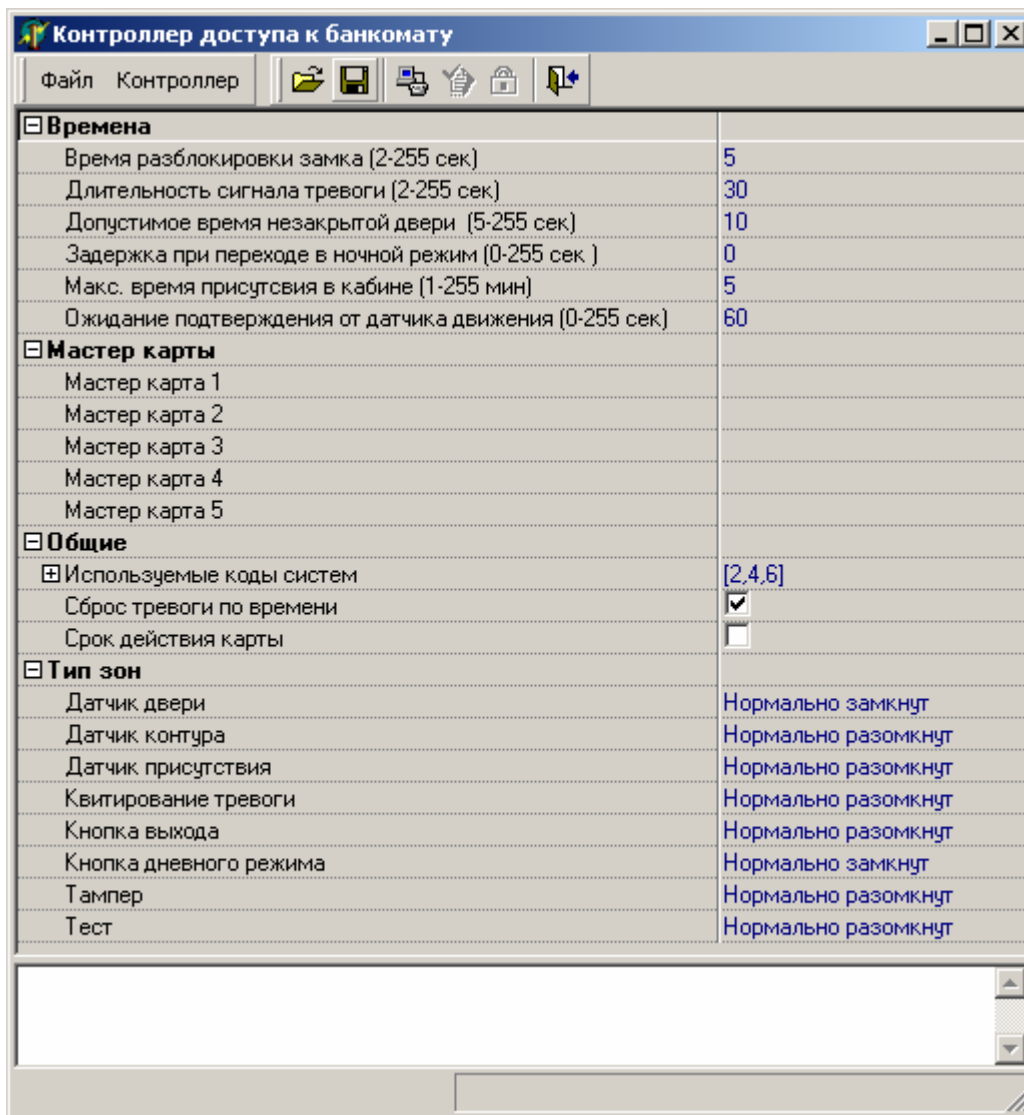 Контроллер доступа к банкомату
Файл Контроллер
Времена
Время разблокировки замка (2-255 сек) 5
Длительность сигнала тревоги (2-255 сек) 30
Допустимое время незакрытой двери (5-255 сек) 10
Задержка при переходе в ночной режим (0-255 сек ) 0
Макс. время присутсвия в кабине (1-255 мин) 5
Ожидание подтверждения от датчика движения (0-255 сек) 60
Мастер карты
Мастер карта 1
Мастер карта 2
Мастер карта 3
Мастер карта 4
Мастер карта 5
Общие
Используемые коды систем [2,4,6]
Сброс тревоги по времени
Срок действия карты
Тип зон
Датчик двери Нормально замкнут
Датчик контура Нормально разомкнут
Датчик присутствия Нормально разомкнут
Квитирование тревоги Нормально разомкнут
Кнопка выхода Нормально разомкнут
Кнопка дневного режима Нормально замкнут
Тампер Нормально разомкнут
Тест Нормально разомкнут